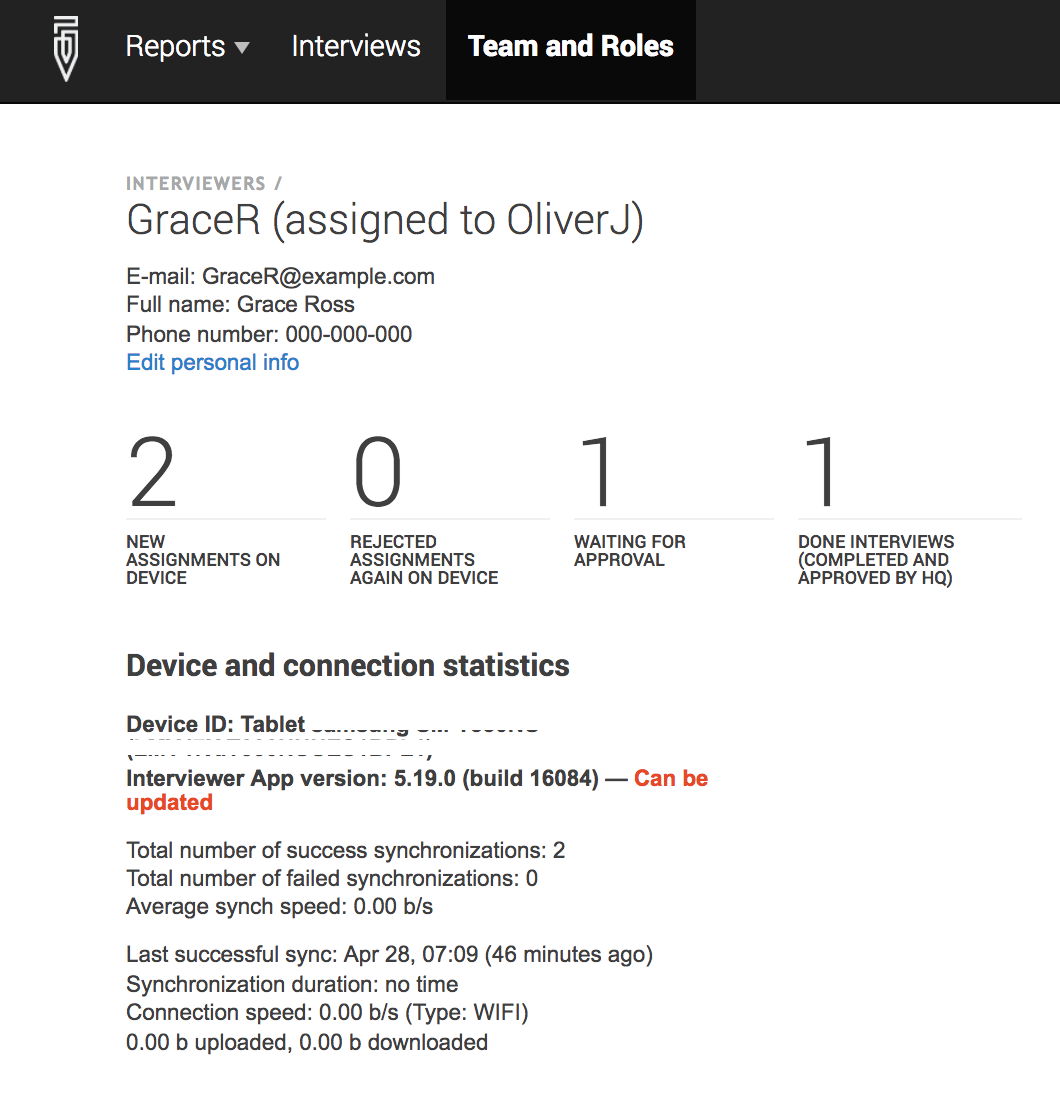 Reports
Interviews
Team and Roles
INTERVIEWERS /
GraceR (assigned to OliverJ)
E-mail: GraceR@example.com
Full name: Grace Ross
Phone number: 000-000-000
Edit personal info
2
0
1
1
NEW
ASSIGNMENTS ON
DEVICE
REJECTED
ASSIGNMENTS
AGAIN ON DEVICE
WAITING FOR
APPROVAL
DONE INTERVIEWS
(COMPLETED AND
APPROVED BY HQ)
Device and connection statistics
Device ID: Tablet
Interviewer App version: 5.19.0 (build 16084) — Can be
updated
Total number of success synchronizations: 2
Total number of failed synchronizations: 0
Average synch speed: 0.00 b/s
Last successful sync: Apr 28, 07:09 (46 minutes ago)
Synchronization duration: no time
Connection speed: 0.00 b/s (Type: WIFI)
0.00 b uploaded, 0.00 b downloaded